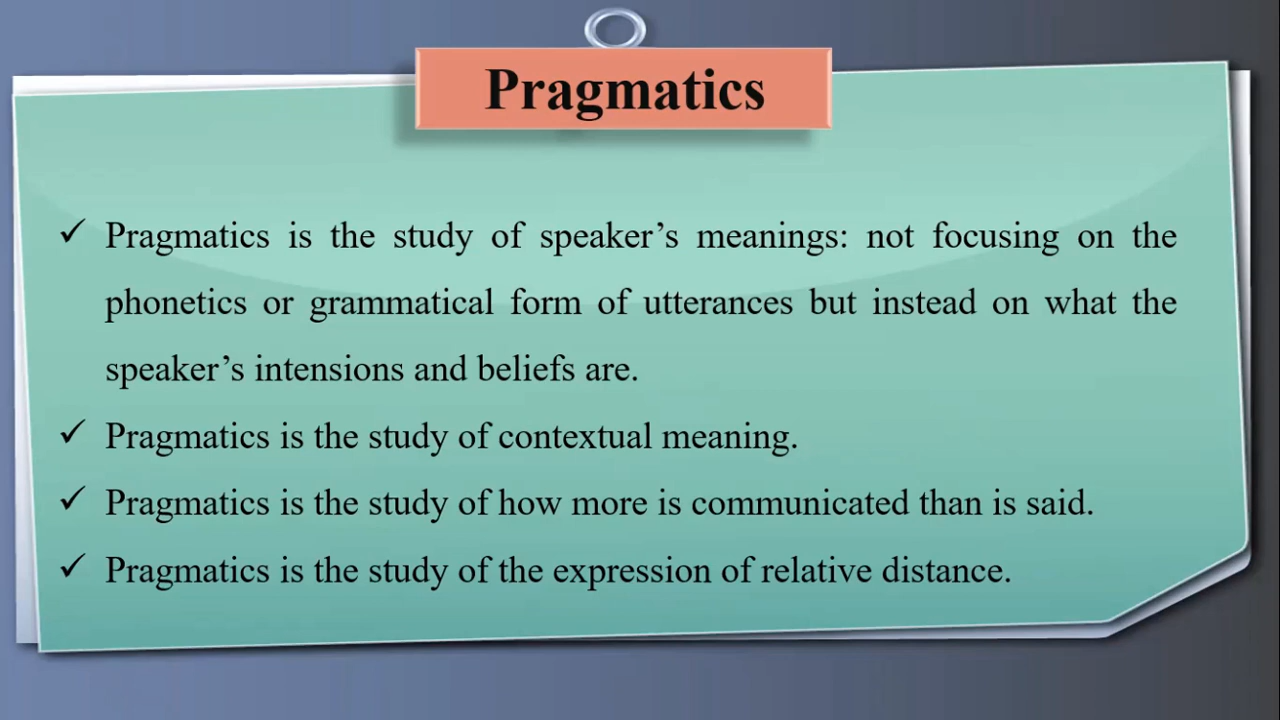 Pragmatics
✓ Pragmatics is the study of speaker’s meanings: not focusing on the
phonetics or grammatical form of utterances but instead on what the
speaker’s intensions and beliefs are.
✓ Pragmatics is the study of contextual meaning.
✓ Pragmatics is the study of how more is communicated than is said.
✓ Pragmatics is the study of the expression of relative distance.